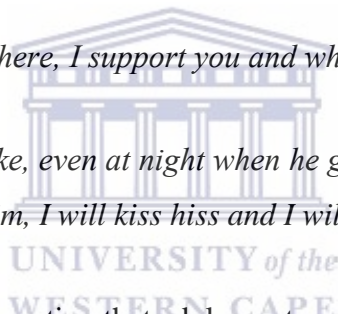 here, I support you and wh
ke, even at night when he g
m, I will kiss hiss and I wil
UNIVERSITY of the
WESTERN CAPE